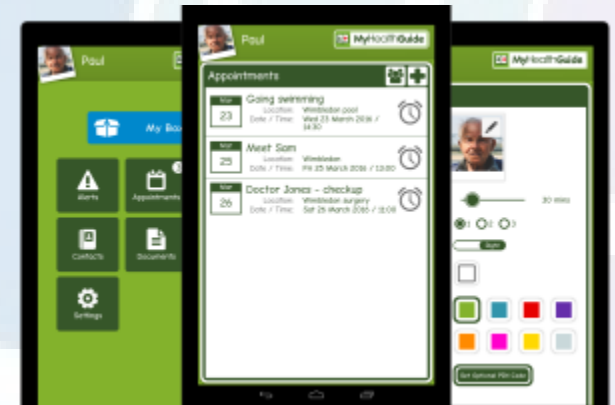 Paul
My Box
Alerts
Appointments
Contacts
Documents
Settings
Paul
MyHealthGuide
Appointments
Mar
23
Going swimming
Location: Wimbledon pool
Date / Time: Wed 23 March 2016 /
14:30
Mar
25
Meet Sam
Location: Wimbledon
Date / Time: Fri 25 March 2016 / 13:00
Mar
26
Doctor Jones - checkup
Location: Wimbledon surgery
Date / Time: Sat 26 March 2016 / 11:00
MyHealthGuide
30 mins
1 2 3
Right
Set Optional PIN Code